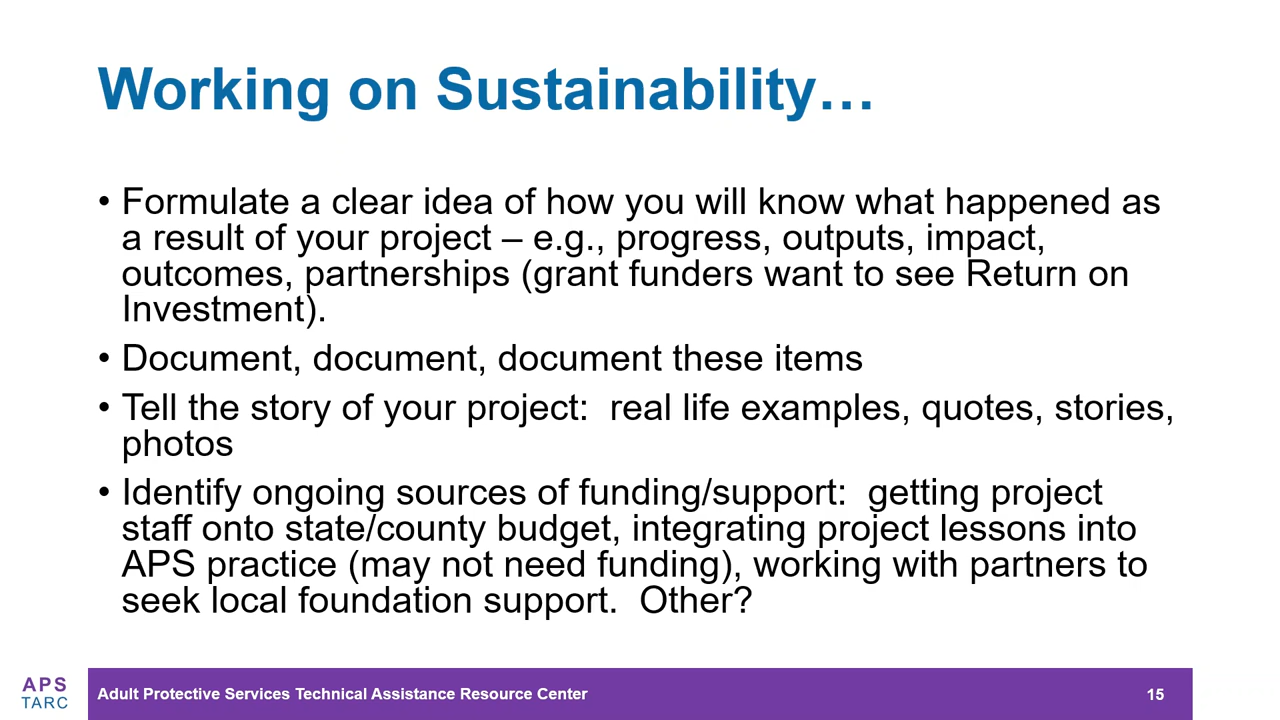 Working on Sustainability…
• Formulate a clear idea of how you will know what happened as
a result of your project – e.g., progress, outputs, impact,
outcomes, partnerships (grant funders want to see Return on
Investment).
• Document, document, document these items
• Tell the story of your project:  real life examples, quotes, stories,
photos
• Identify ongoing sources of funding/support:  getting project
staff onto state/county budget, integrating project lessons into
APS practice (may not need funding), working with partners to
seek local foundation support.  Other?
APS
TARC
Adult Protective Services Technical Assistance Resource Center
15